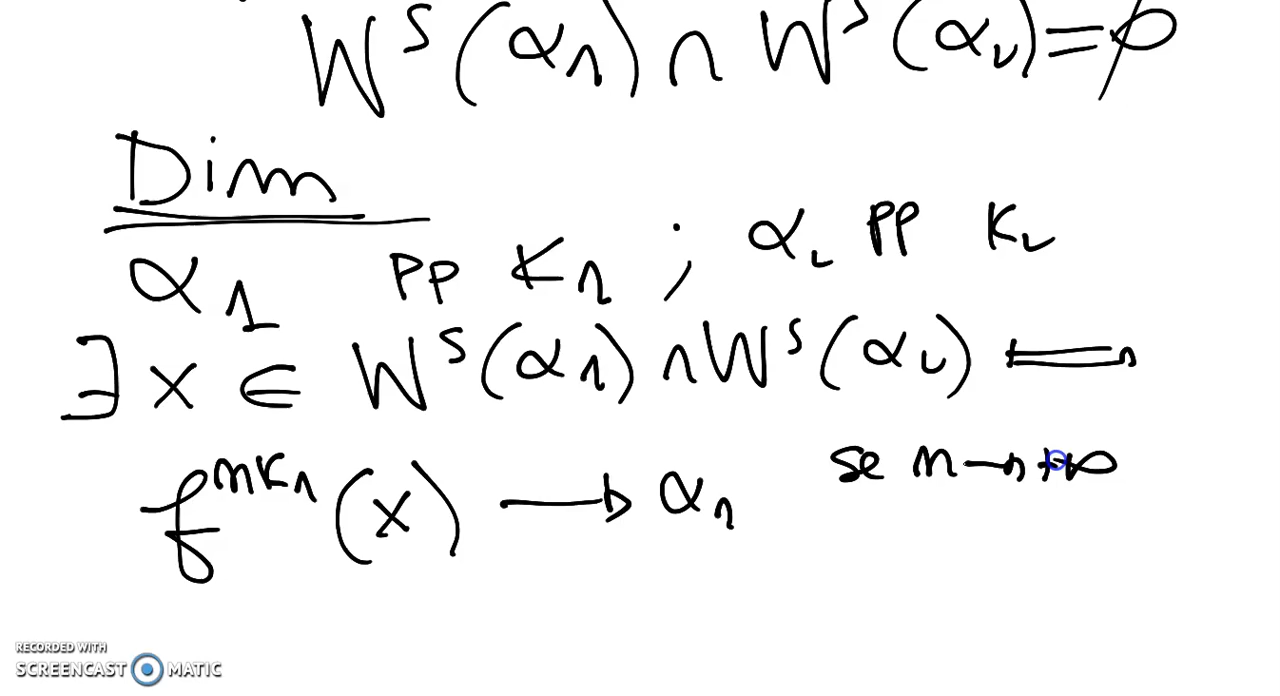 W^s(α₁) ∩ W^s(α₂) = ∅
Dim
α₁ pp k₁ ; α₂ pp k₂
∃ x ∈ W^s(α₁) ∩ W^s(α₂) ⟹
f^{nk₁}(x) → α₁ se n → +∞
RECORDED WITH
SCREENCAST MATIC